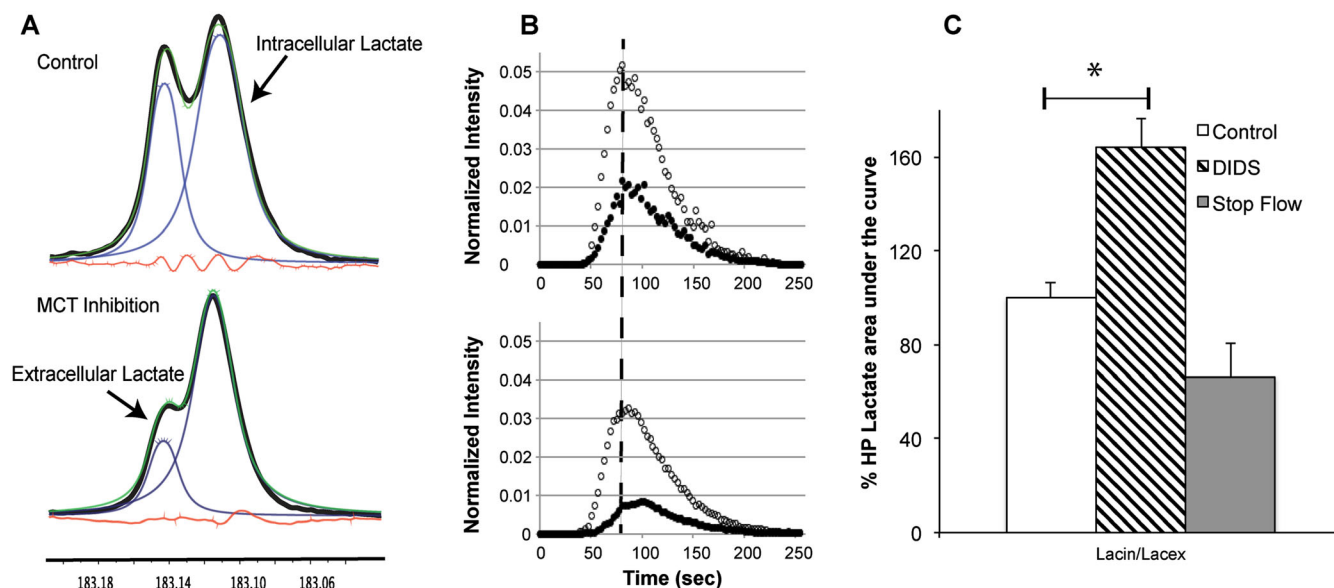 A
Control
Intracellular Lactate
MCT Inhibition
Extracellular Lactate
183.18 183.14 183.10 183.06
B
Normalized Intensity
0.05
0.04
0.03
0.02
0.01
0
0 50 100 150 200 250
Normalized Intensity
0.05
0.04
0.03
0.02
0.01
0
0 50 100 150 200 250
Time (sec)
C
% HP Lactate area under the curve
160
120
80
40
0
*
Control
DIDS
Stop Flow
Lacin/Lacex